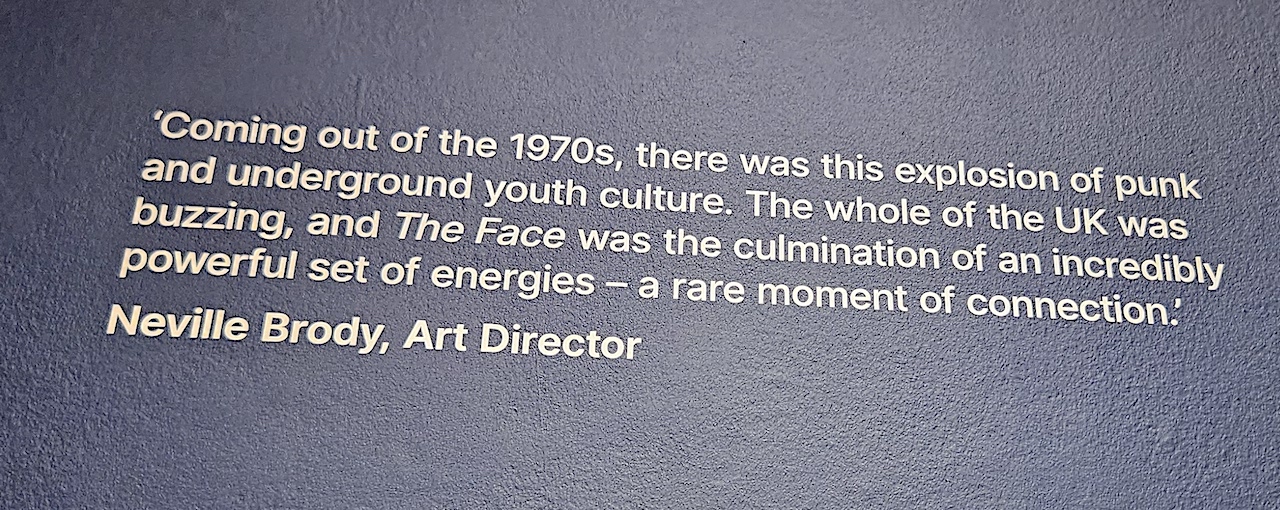 ‘Coming out of the 1970s, there was this explosion of punk
and underground youth culture. The whole of the UK was
buzzing, and The Face was the culmination of an incredibly
powerful set of energies – a rare moment of connection.’
Neville Brody, Art Director